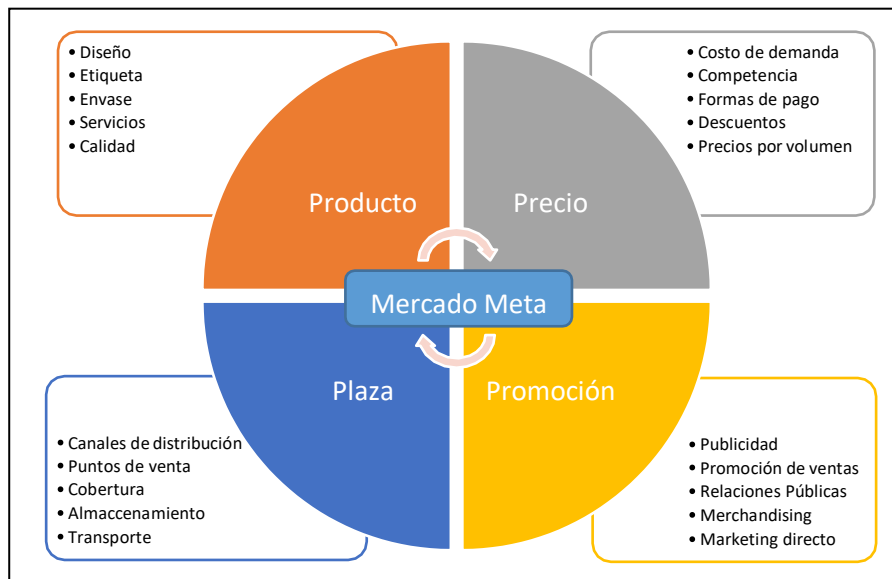 • Diseño
• Etiqueta
• Envase
• Servicios
• Calidad
• Costo de demanda
• Competencia
• Formas de pago
• Descuentos
• Precios por volumen
Producto
Precio
Mercado Meta
Plaza
Promoción
• Canales de distribución
• Puntos de venta
• Cobertura
• Almaccenamiento
• Transporte
• Publicidad
• Promoción de ventas
• Relaciones Públicas
• Merchandising
• Marketing directo